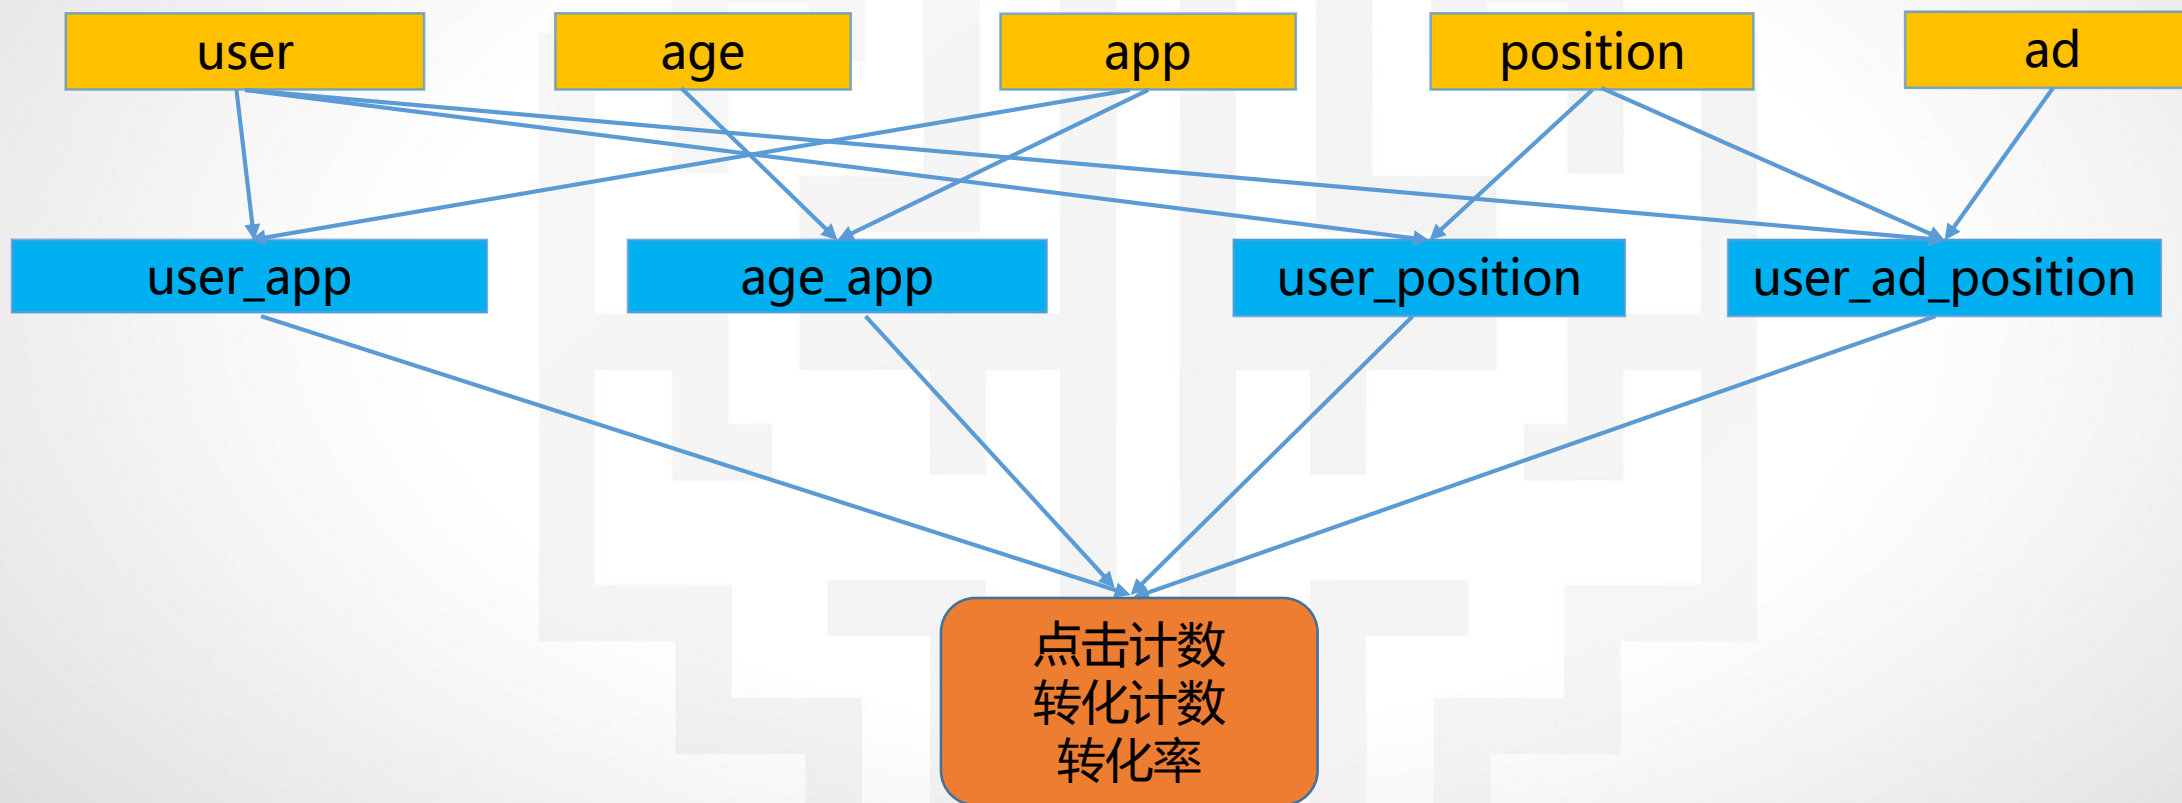 user
age
app
position
ad
user_app
age_app
user_position
user_ad_position
点击计数
转化计数
转化率